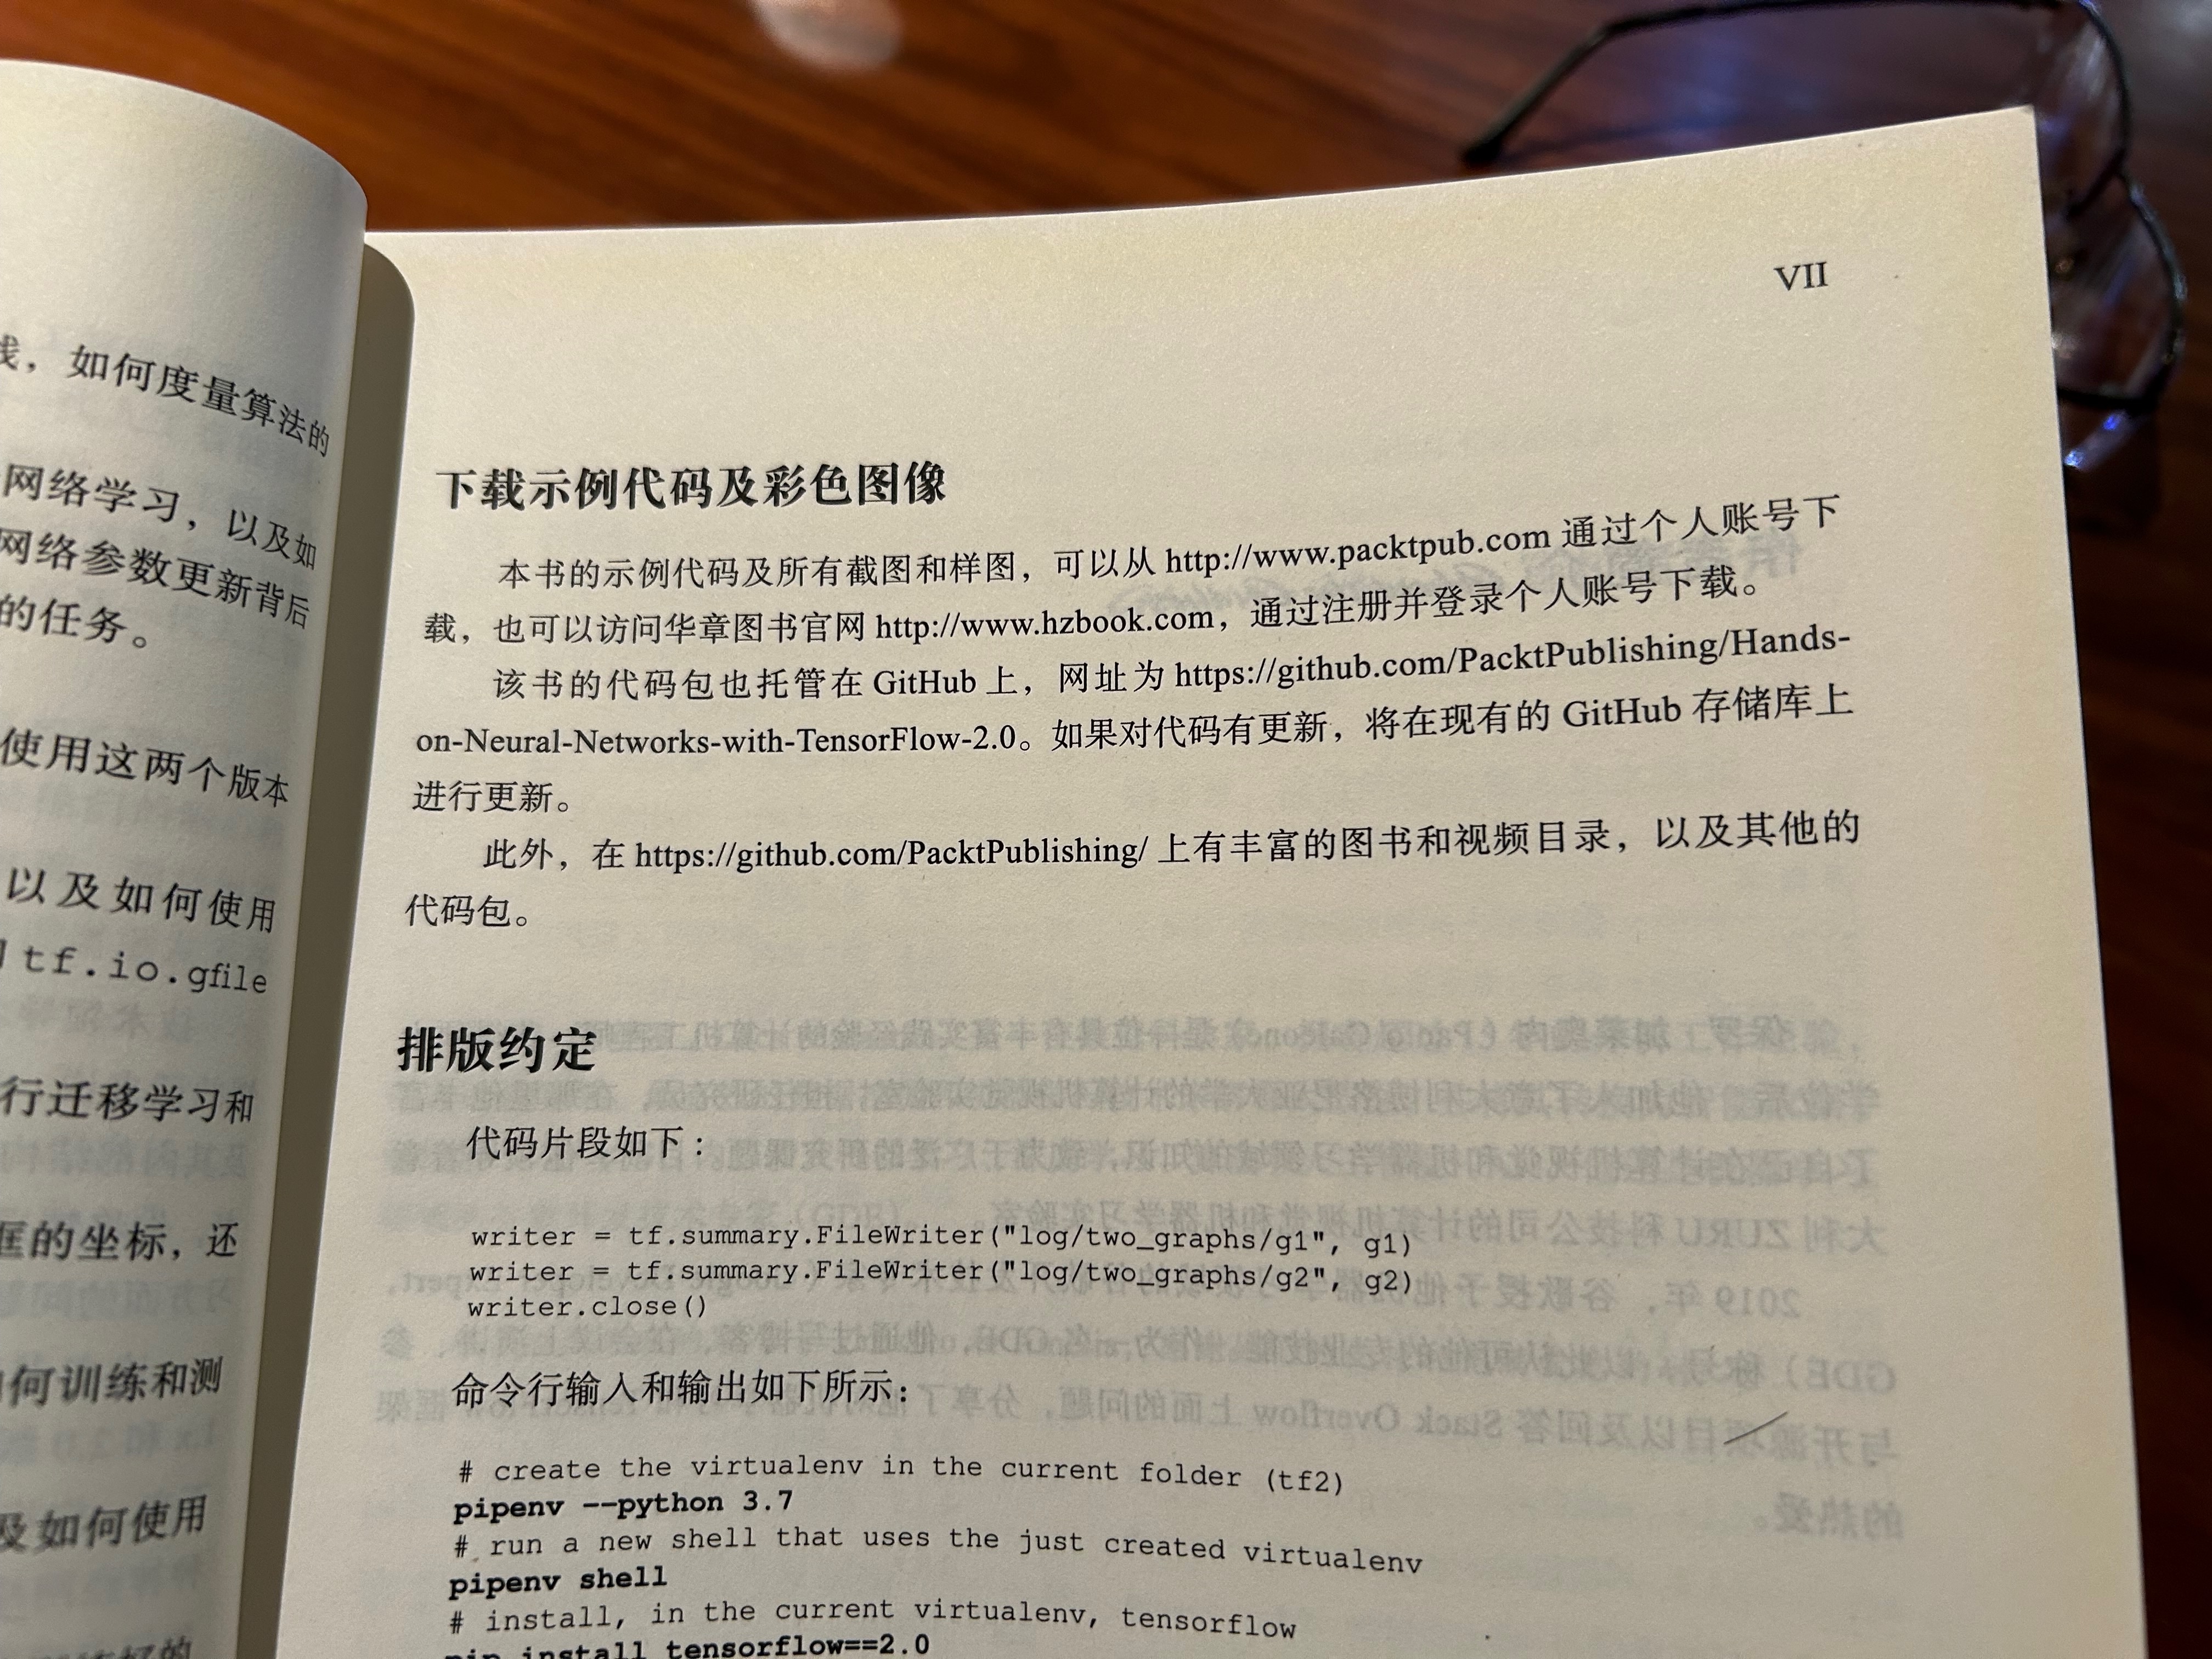 ，如何度量算法的
网络学习，以及如
网络参数更新背后
的任务。
使用这两个版本
以及如何使用
tf.io.gfile
行迁移学习和
框的坐标，还
如何训练和测
及如何使用
VII
下载示例代码及彩色图像
本书的示例代码及所有截图和样图，可以从 http://www.packtpub.com 通过个人账号下
载，也可以访问华章图书官网 http://www.hzbook.com，通过注册并登录个人账号下载。
该书的代码包也托管在 GitHub 上，网址为 https://github.com/PacktPublishing/Hands-
on-Neural-Networks-with-TensorFlow-2.0。如果对代码有更新，将在现有的 GitHub 存储库上
进行更新。
此外，在 https://github.com/PacktPublishing/ 上有丰富的图书和视频目录，以及其他的
代码包。
排版约定
代码片段如下：
writer = tf.summary.FileWriter("log/two_graphs/g1", g1)
writer = tf.summary.FileWriter("log/two_graphs/g2", g2)
writer.close()
命令行输入和输出如下所示：
# create the virtualenv in the current folder (tf2)
pipenv --python 3.7
# run a new shell that uses the just created virtualenv
pipenv shell
# install, in the current virtualenv, tensorflow
pip install tensorflow==2.0